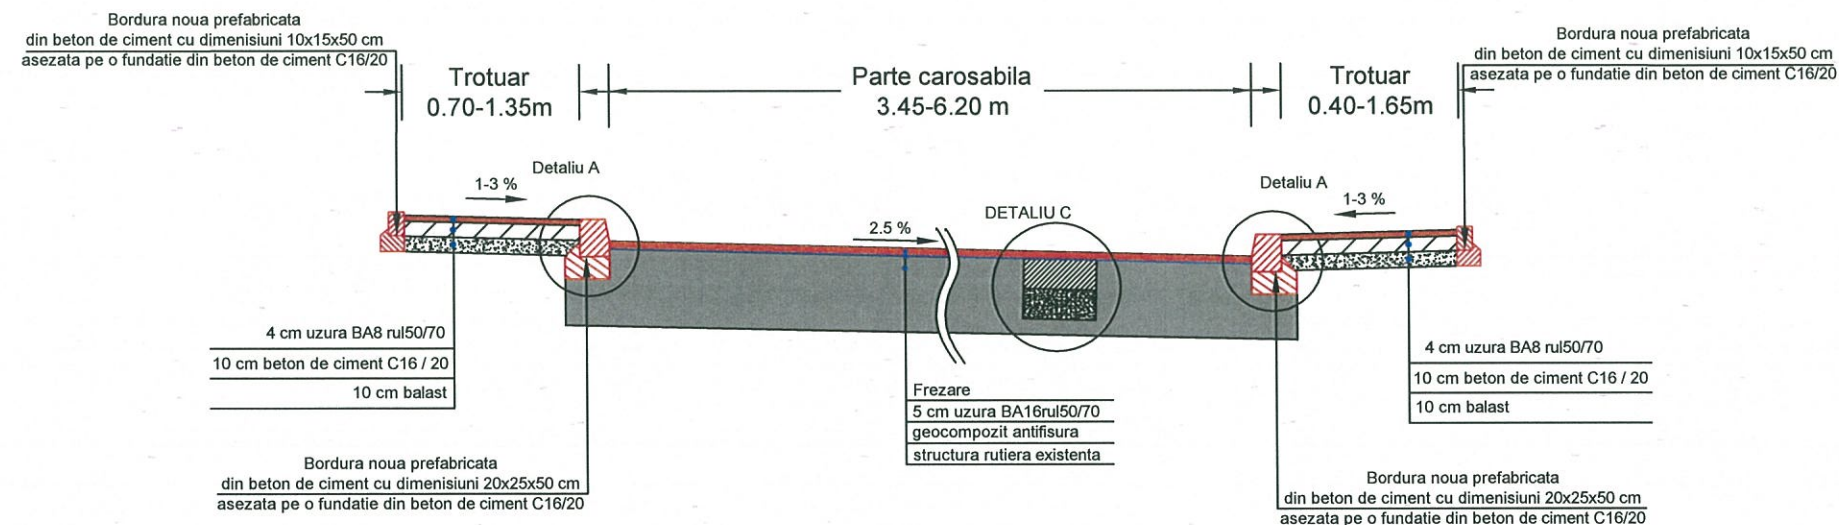 Bordura noua prefabricata
din beton de ciment cu dimenisiuni 10x15x50 cm
asezata pe o fundatie din beton de ciment C16/20
Trotuar
0.70-1.35m
Parte carosabila
3.45-6.20 m
Trotuar
0.40-1.65m
Bordura noua prefabricata
din beton de ciment cu dimenisiuni 10x15x50 cm
asezata pe o fundatie din beton de ciment C16/20
Detaliu A
1-3 %
2.5 %
DETALIU C
Detaliu A
1-3 %
4 cm uzura BA8 rul50/70
10 cm beton de ciment C16 / 20
10 cm balast
Frezare
5 cm uzura BA16rul50/70
geocompozit antifisura
structura rutiera existenta
4 cm uzura BA8 rul50/70
10 cm beton de ciment C16 / 20
10 cm balast
Bordura noua prefabricata
din beton de ciment cu dimenisiuni 20x25x50 cm
asezata pe o fundatie din beton de ciment C16/20
Bordura noua prefabricata
din beton de ciment cu dimenisiuni 20x25x50 cm
asezata pe o fundatie din beton de ciment C16/20